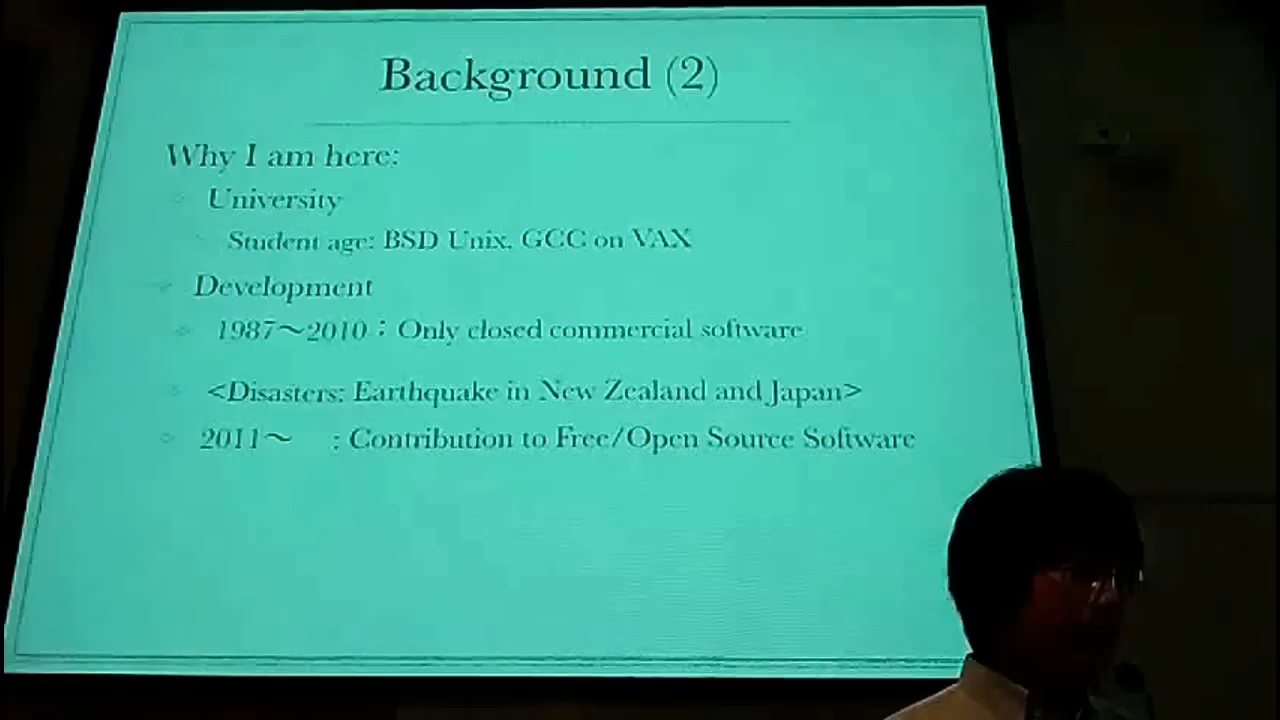 Background (2)
Why I am here:
University
Student age: BSD Unix, GCC on VAX
Development
1987～2010：Only closed commercial software
<Disasters: Earthquake in New Zealand and Japan>
2011～ : Contribution to Free/Open Source Software